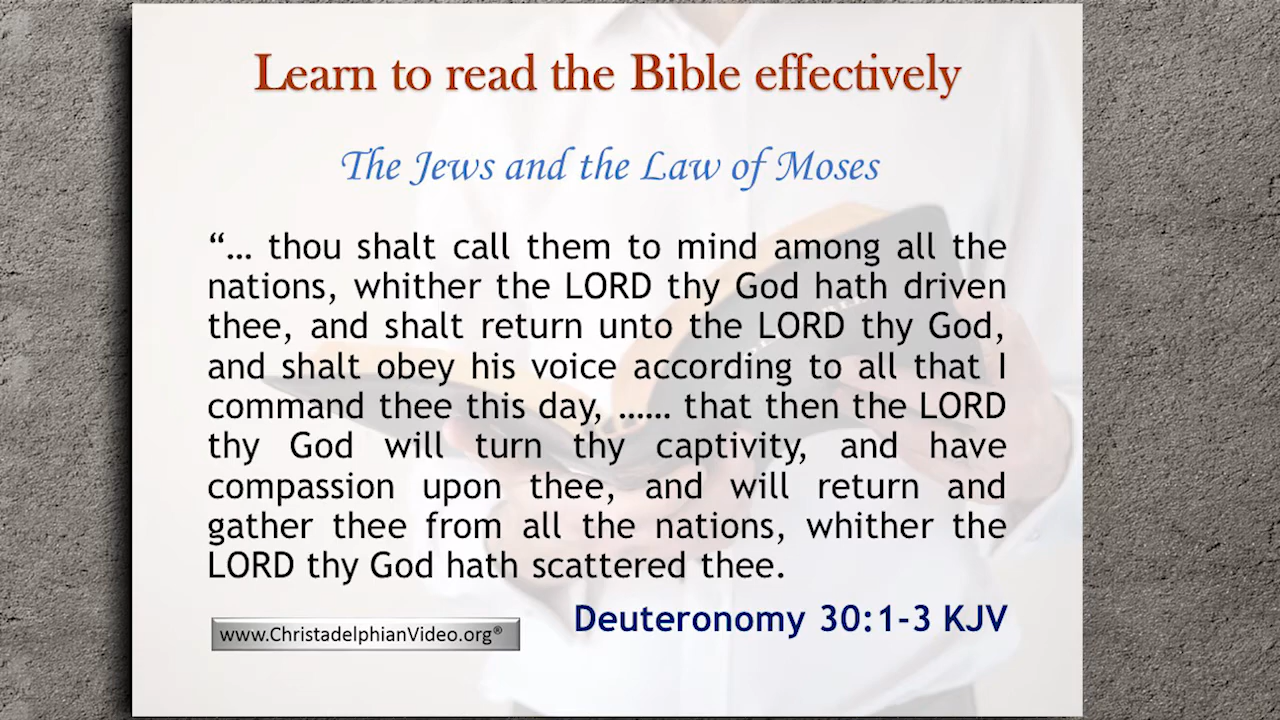 Learn to read the Bible effectively
The Jews and the Law of Moses
“… thou shalt call them to mind among all the
nations, whither the LORD thy God hath driven
thee, and shalt return unto the LORD thy God,
and shalt obey his voice according to all that I
command thee this day, …… that then the LORD
thy God will turn thy captivity, and have
compassion upon thee, and will return and
gather thee from all the nations, whither the
LORD thy God hath scattered thee.
Deuteronomy 30:1-3 KJV
www.ChristadelphianVideo.org®